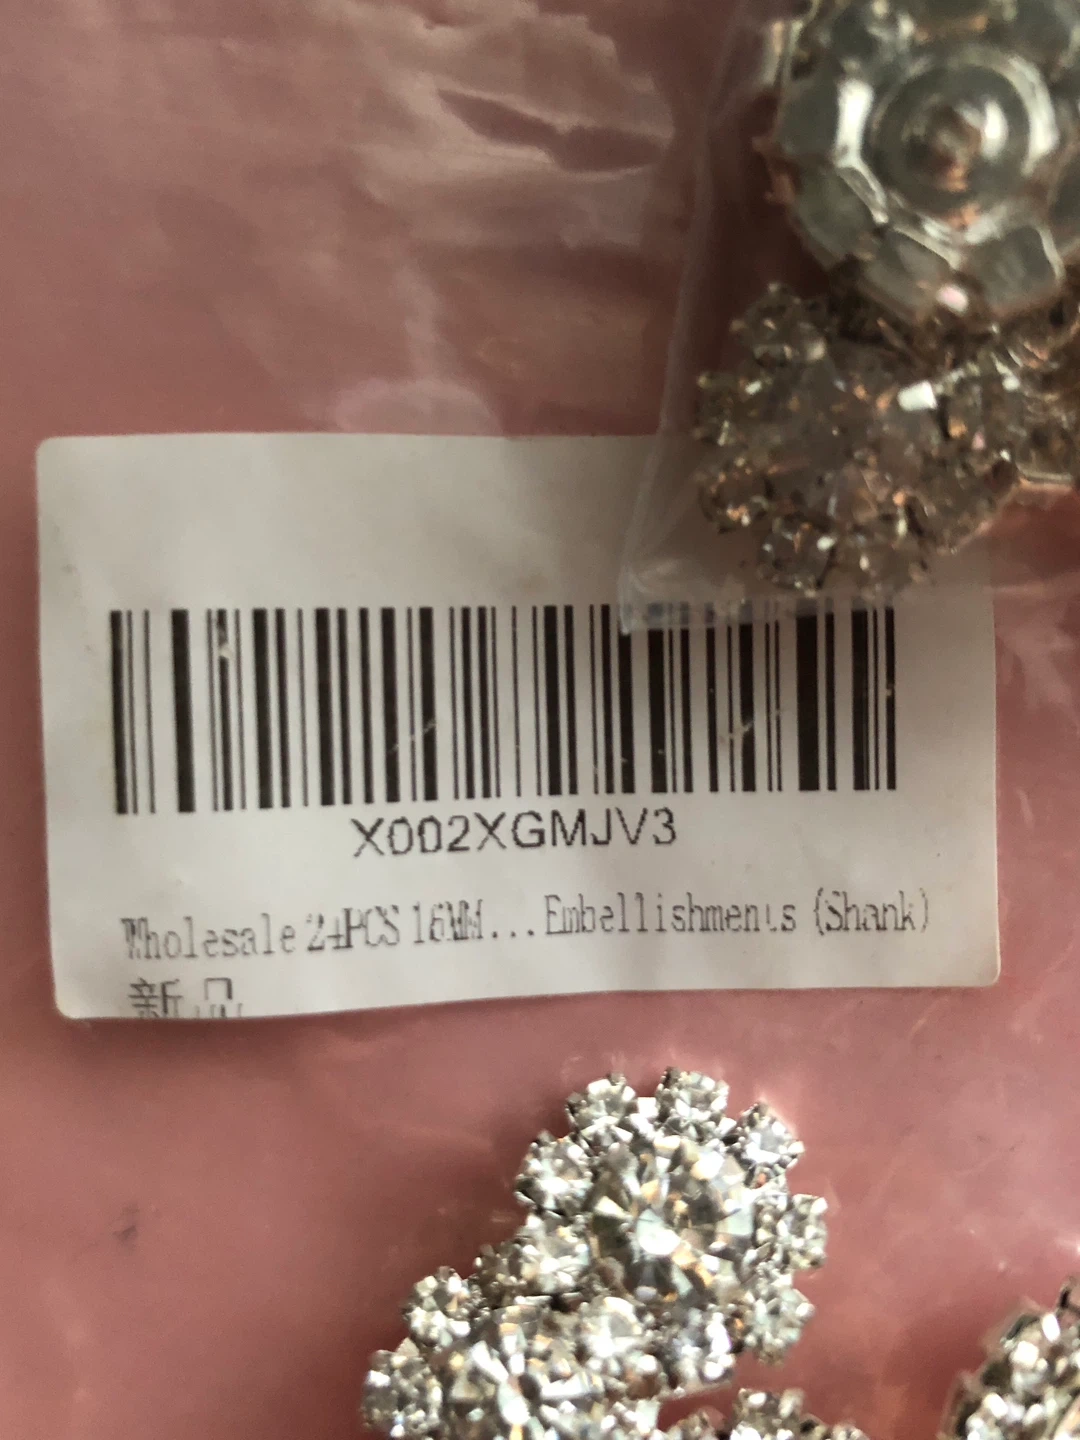 X002XGMJV3
Wholesale 24PCS 16MM...Embellishments (Shank)
新品